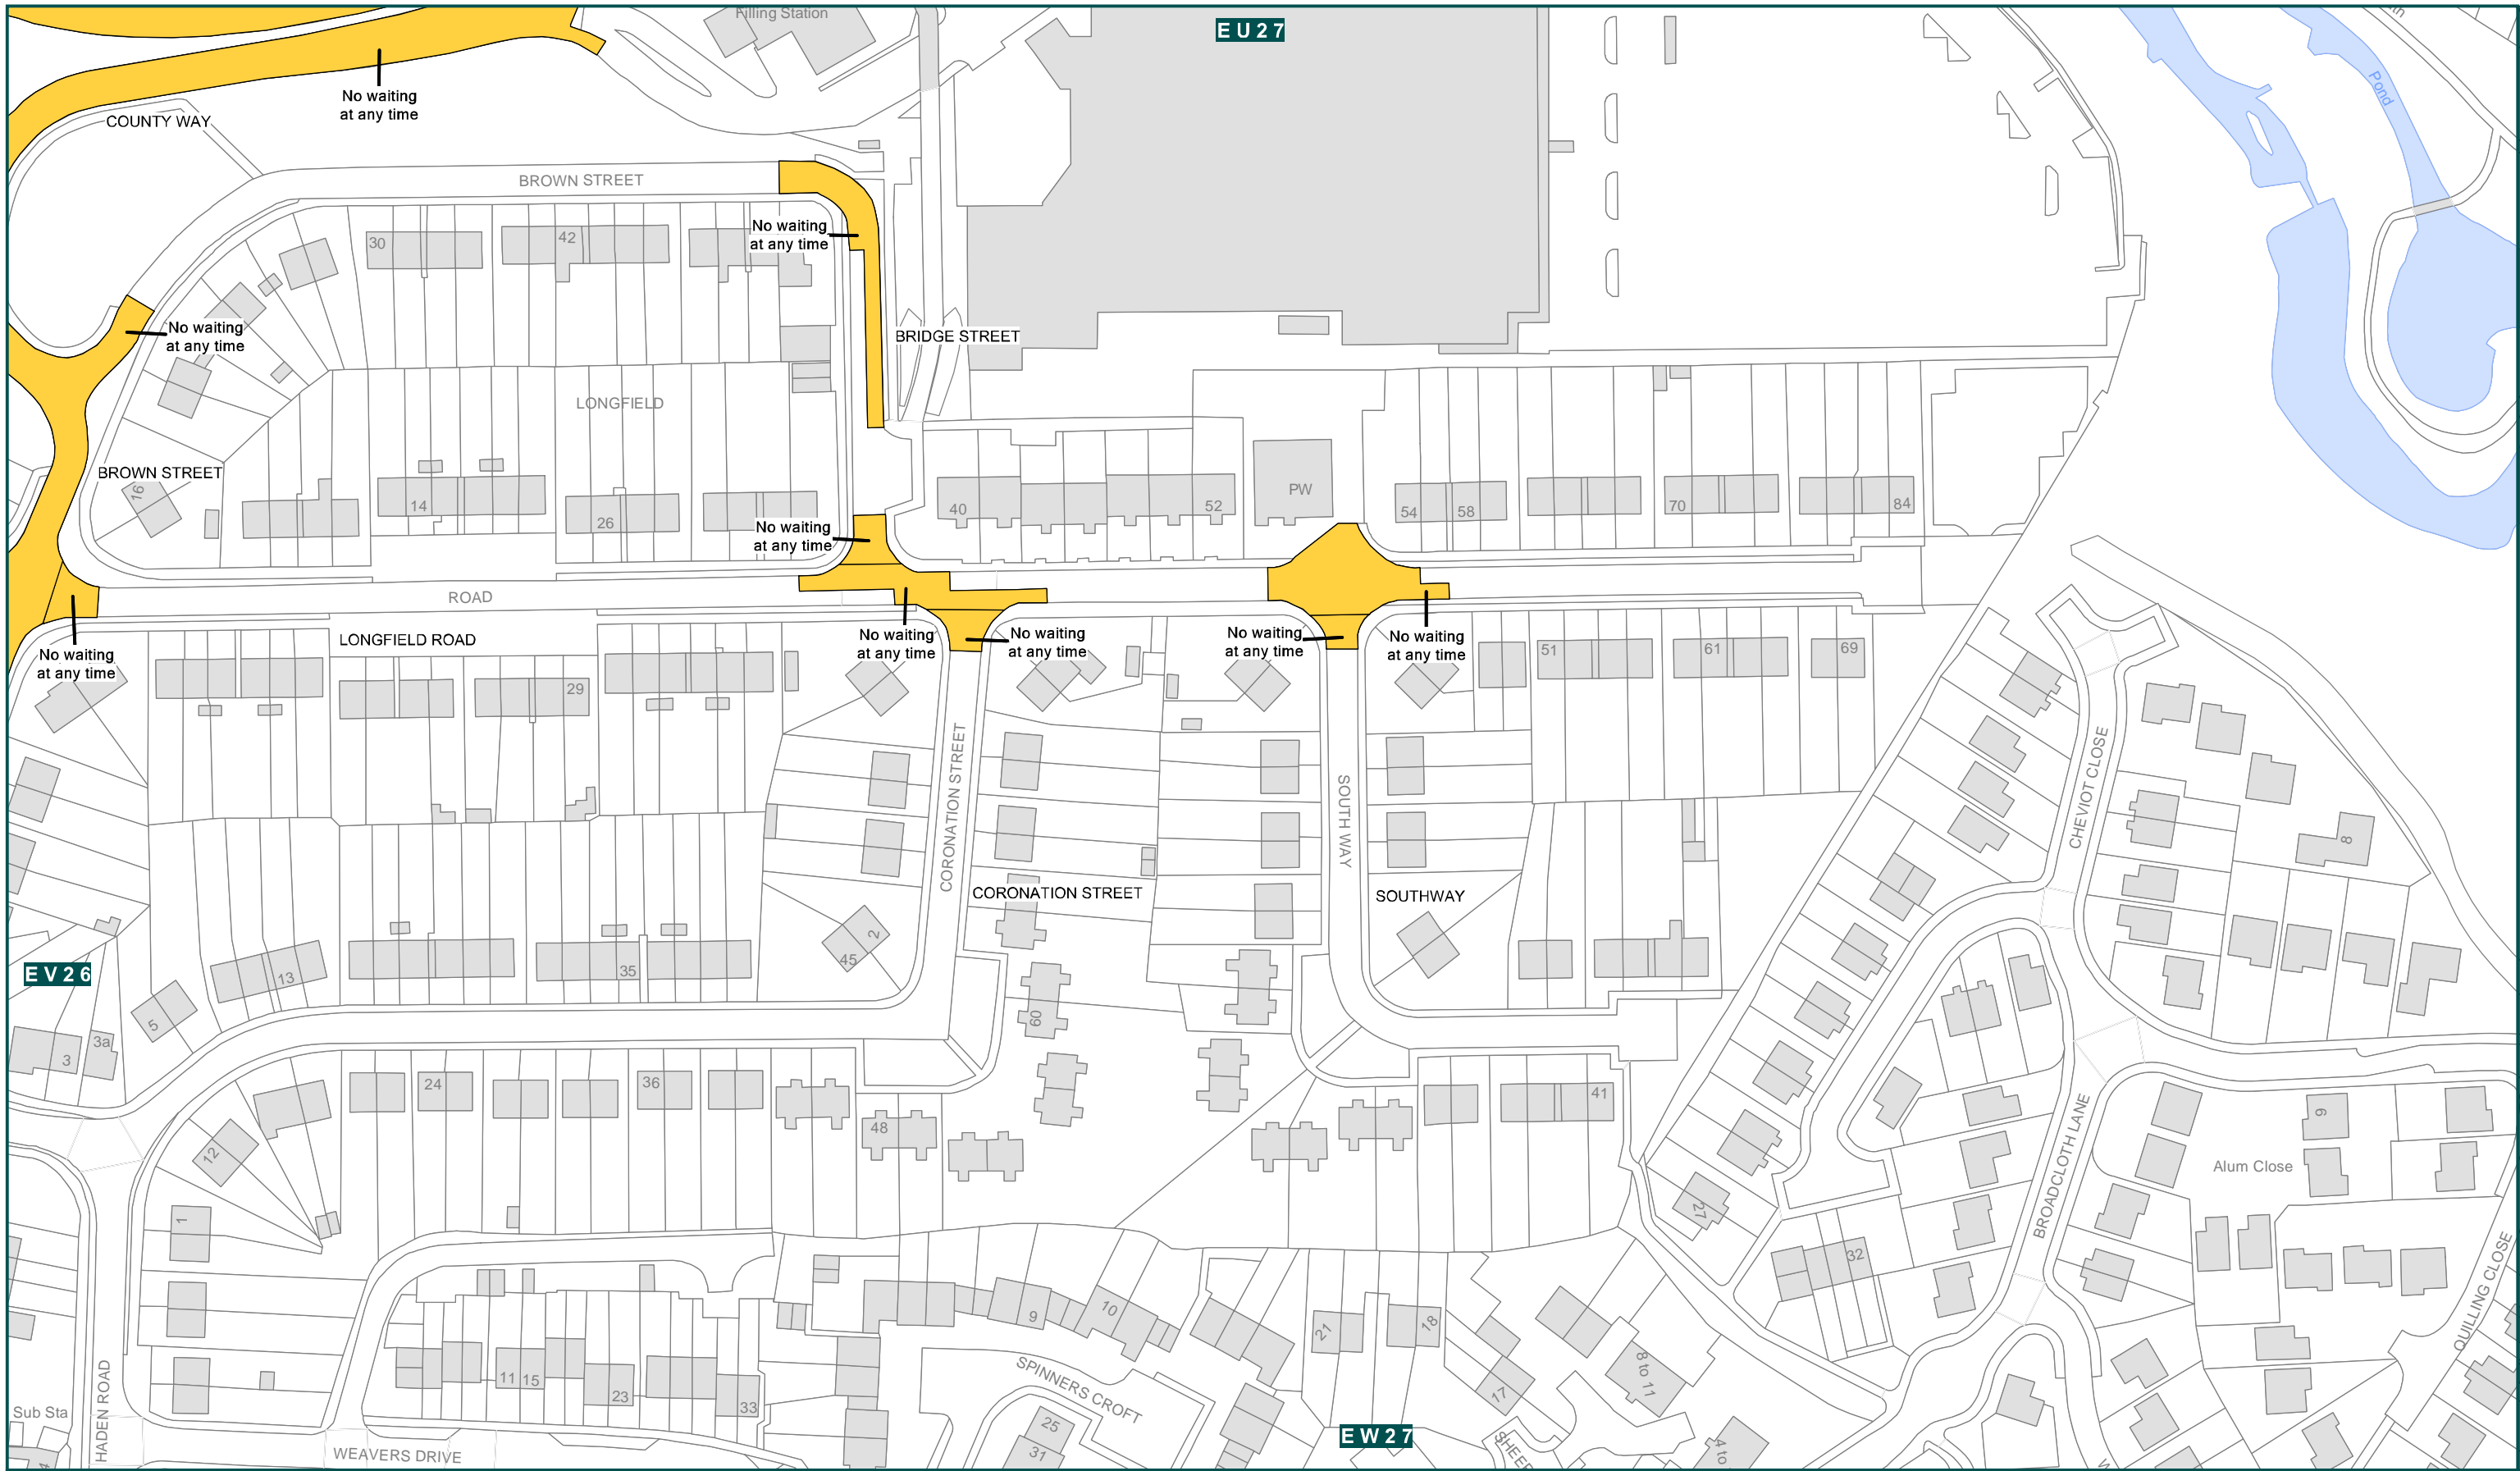 Filling Station
EU27
Pond
No waiting
at any time
COUNTY WAY
BROWN STREET
No waiting
at any time
30
42
No waiting
at any time
BRIDGE STREET
LONGFIELD
BROWN STREET
16
14
26
No waiting
at any time
40
52
PW
54
58
70
84
ROAD
LONGFIELD ROAD
No waiting
at any time
No waiting
at any time
No waiting
at any time
No waiting
at any time
No waiting
at any time
29
51
61
69
CORONATION STREET
SOUTH WAY
CHEVIOT CLOSE
8
CORONATION STREET
SOUTHWAY
2
45
EV26
13
35
5
60
3
3a
24
36
48
41
12
1
27
32
BROADCLOTH LANE
9
Alum Close
QUILLING CLOSE
9
10
21
18
17
8 to 11
11
15
23
33
SPINNERS CROFT
25
31
Sub Sta
HADEN ROAD
WEAVERS DRIVE
EW27
4 to